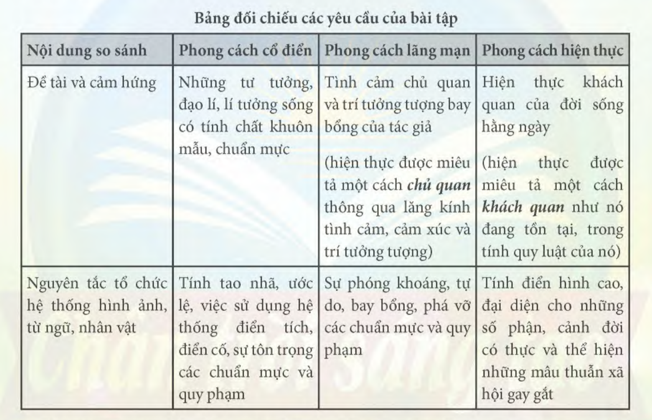 Bảng đối chiếu các yêu cầu của bài tập
Nội dung so sánh
Phong cách cổ điển
Phong cách lãng mạn
Phong cách hiện thực
Đề tài và cảm hứng
Những tư tưởng,
đạo lí, lí tưởng sống
có tính chất khuôn
mẫu, chuẩn mực
Tình cảm chủ quan
và trí tưởng tượng bay
bổng của tác giả
(hiện thực được miêu
tả một cách chủ quan
thông qua lăng kính
tình cảm, cảm xúc và
trí tưởng tượng)
Hiện thực khách
quan của đời sống
hằng ngày
(hiện thực được
miêu tả một cách
khách quan như nó
đang tồn tại, trong
tính quy luật của nó)
Nguyên tắc tổ chức
hệ thống hình ảnh,
từ ngữ, nhân vật
Tính tao nhã, ước
lệ, việc sử dụng hệ
thống điển tích,
điển cố, sự tôn trọng
các chuẩn mực và
quy phạm
Sự phóng khoáng, tự
do, bay bổng, phá vỡ
các chuẩn mực và quy
phạm
Tính điển hình cao,
đại diện cho những
số phận, cảnh đời
có thực và thể hiện
những mâu thuẫn xã
hội gay gắt
Chân trời sáng tạo